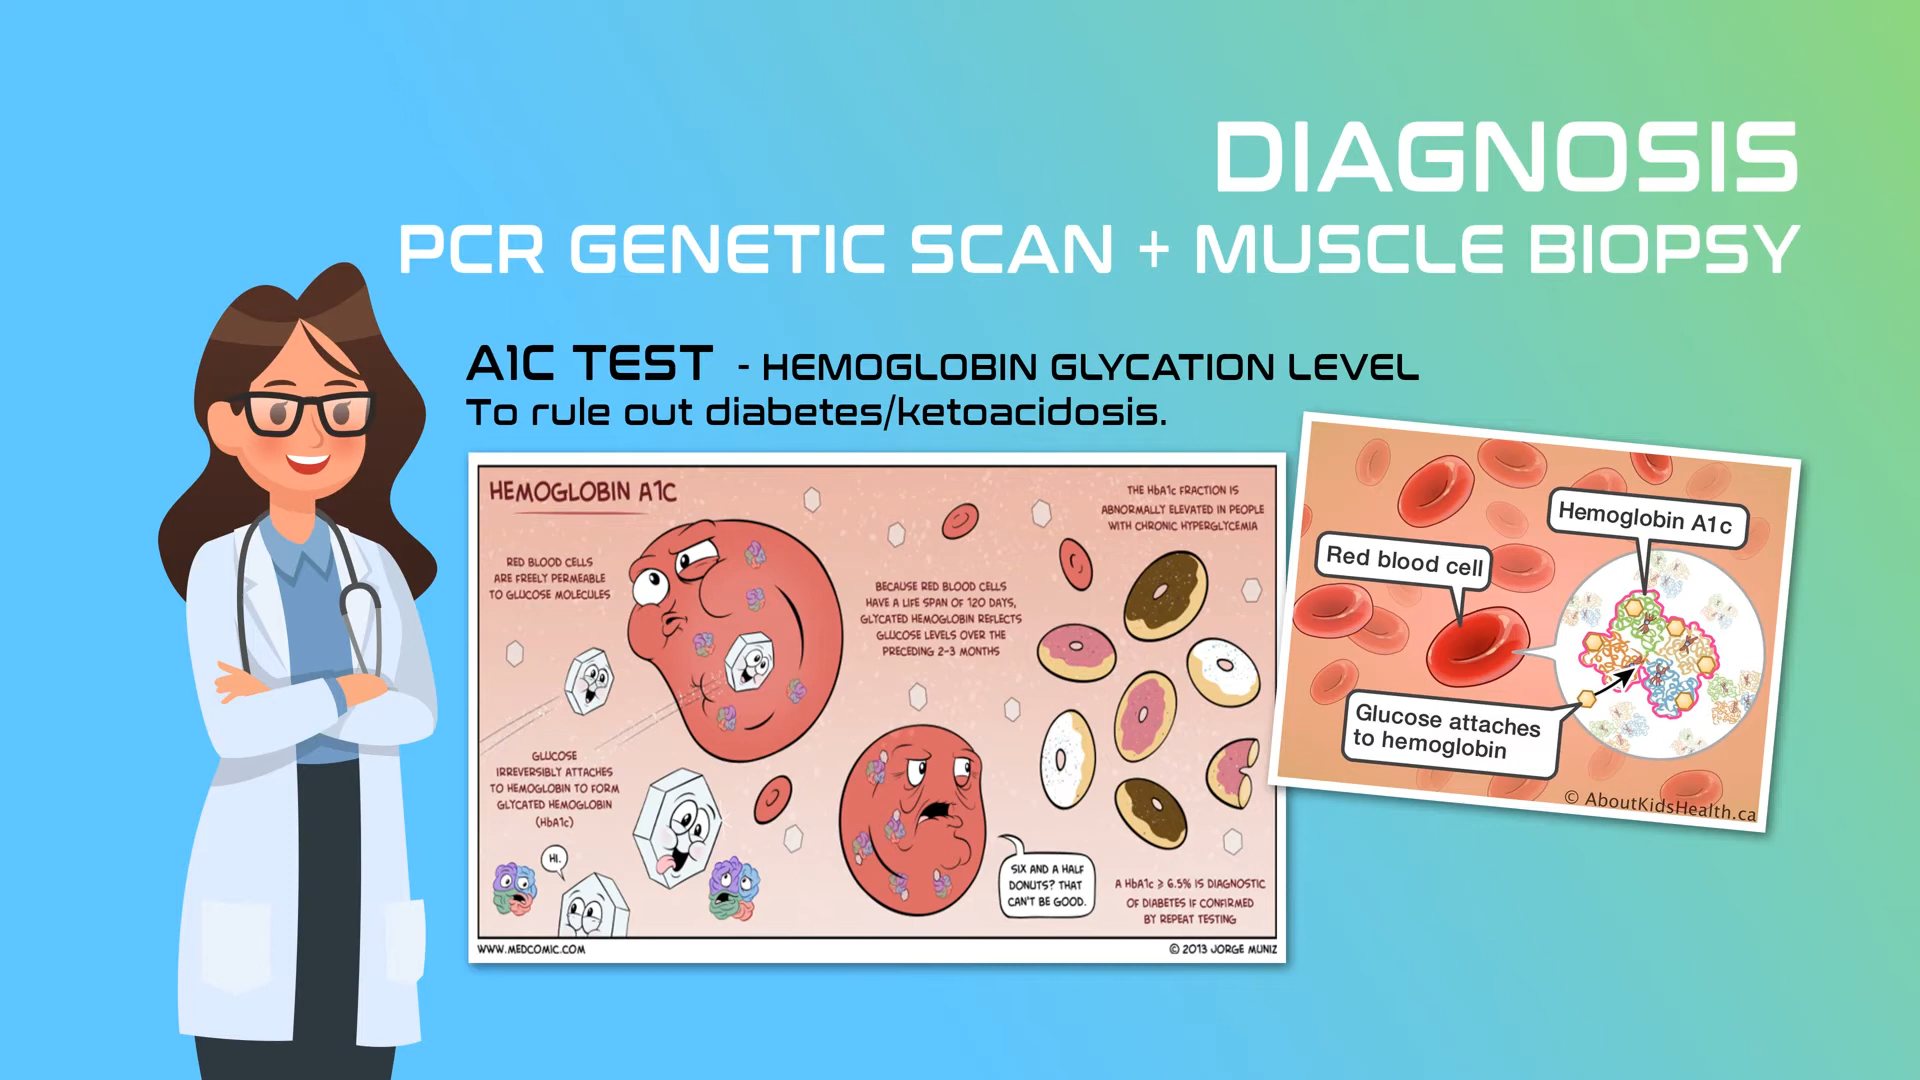 DIAGNOSIS
PCR GENETIC SCAN + MUSCLE BIOPSY
A1C TEST - HEMOGLOBIN GLYCATION LEVEL
To rule out diabetes/ketoacidosis.
HEMOGLOBIN A1C
RED BLOOD CELLS
ARE FREELY PERMEABLE
TO GLUCOSE MOLECULES
GLUCOSE
IRREVERSIBLY ATTACHES
TO HEMOGLOBIN TO FORM
GLYCATED HEMOGLOBIN
(HbA1c)
HI.
BECAUSE RED BLOOD CELLS
HAVE A LIFE SPAN OF 120 DAYS,
GLYCATED HEMOGLOBIN REFLECTS
GLUCOSE LEVELS OVER THE
PRECEDING 2-3 MONTHS
THE HbA1c FRACTION IS
ABNORMALLY ELEVATED IN PEOPLE
WITH CHRONIC HYPERGLYCEMIA
SIX AND A HALF
DONUTS? THAT
CAN'T BE GOOD.
A HbA1c ⩾ 6.5% IS DIAGNOSTIC
OF DIABETES IF CONFIRMED
BY REPEAT TESTING
WWW.MEDCOMIC.COM
© 2013 JORGE MUNIZ
Hemoglobin A1c
Red blood cell
Glucose attaches
to hemoglobin
© AboutKidsHealth.ca